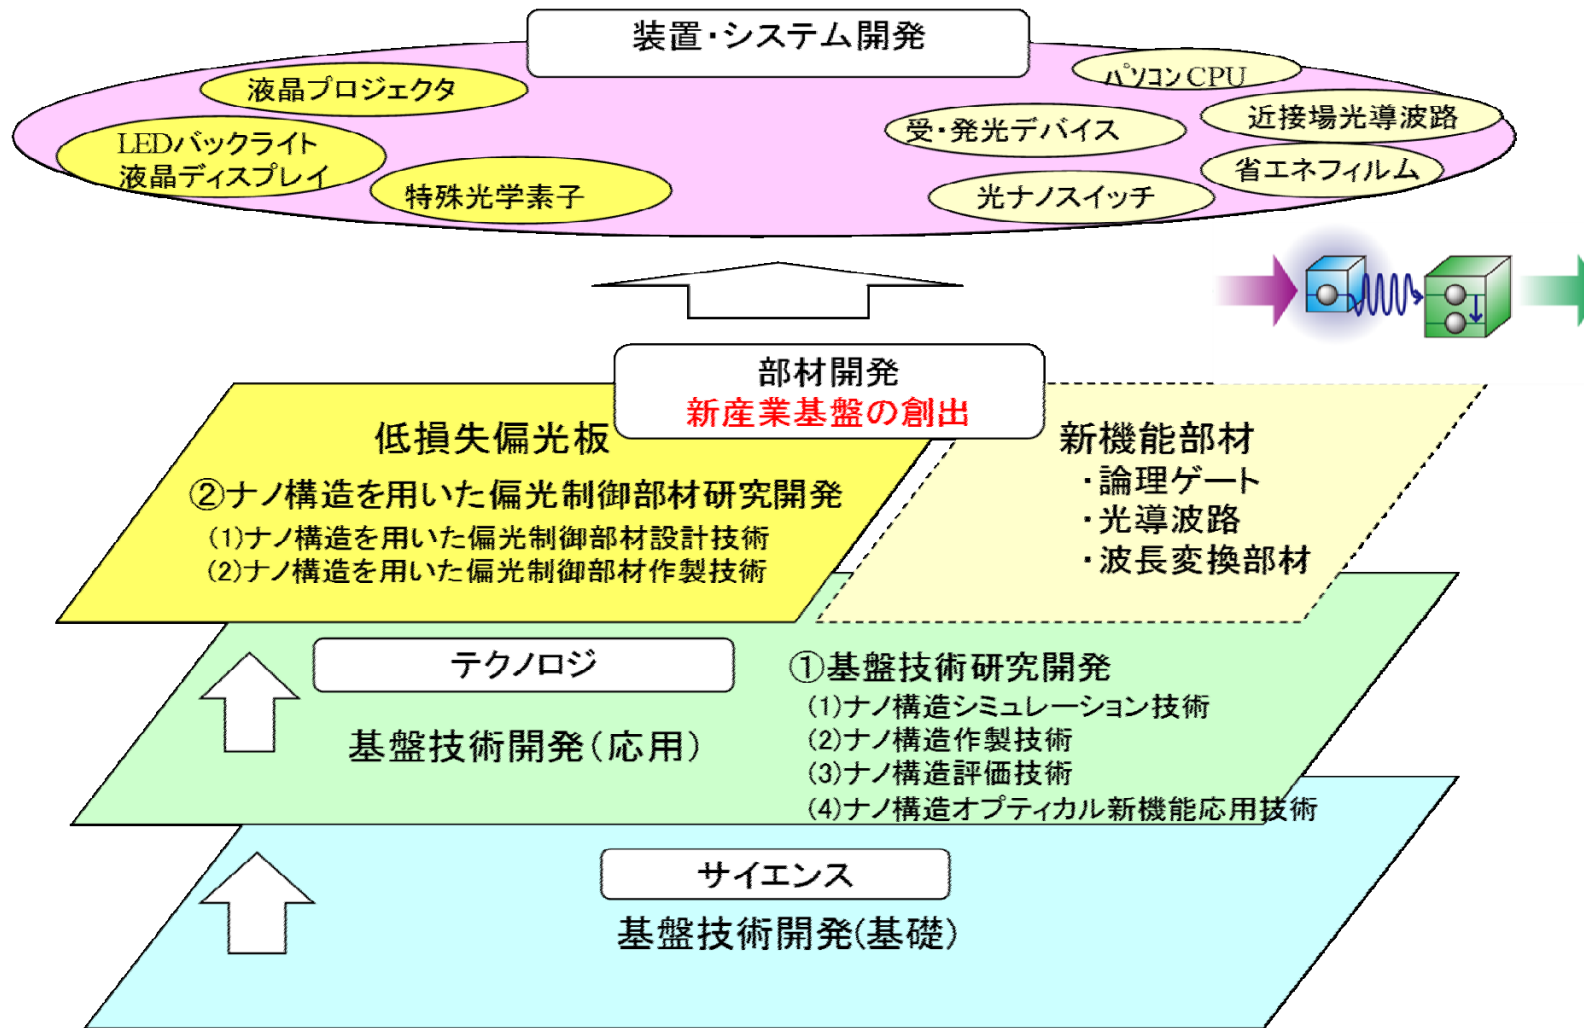 装置・システム開発
液晶プロジェクタ
LEDバックライト
液晶ディスプレイ
特殊光学素子
パソコンCPU
受・発光デバイス
近接場光導波路
省エネフィルム
光ナノスイッチ
部材開発
新産業基盤の創出
低損失偏光板
②ナノ構造を用いた偏光制御部材研究開発
(1)ナノ構造を用いた偏光制御部材設計技術
(2)ナノ構造を用いた偏光制御部材作製技術
新機能部材
・論理ゲート
・光導波路
・波長変換部材
テクノロジ
基盤技術開発(応用)
①基盤技術研究開発
(1)ナノ構造シミュレーション技術
(2)ナノ構造作製技術
(3)ナノ構造評価技術
(4)ナノ構造オプティカル新機能応用技術
サイエンス
基盤技術開発(基礎)